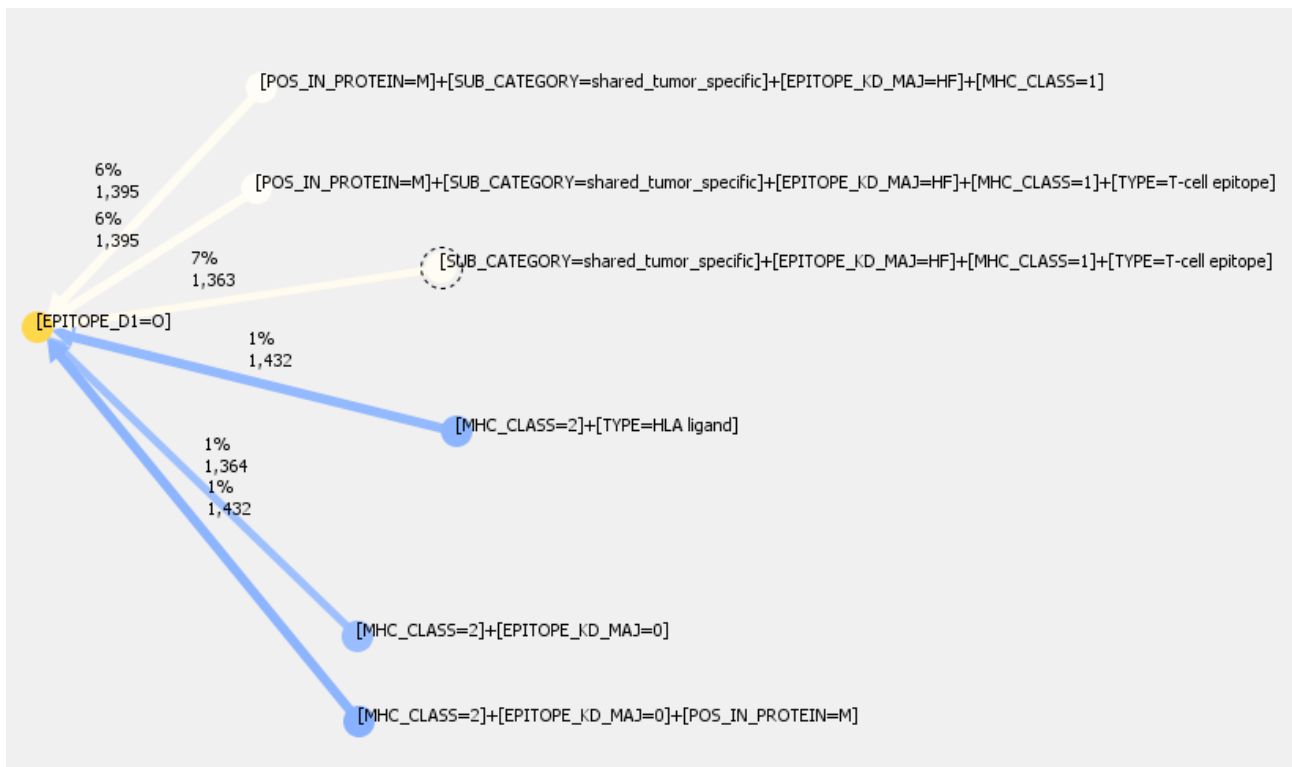 [POS_IN_PROTEIN=M]+[SUB_CATEGORY=shared_tumor_specific]+[EPITOPE_KD_MAJ=HF]+[MHC_CLASS=1]
6%
1,395
[POS_IN_PROTEIN=M]+[SUB_CATEGORY=shared_tumor_specific]+[EPITOPE_KD_MAJ=HF]+[MHC_CLASS=1]+[TYPE=T-cell epitope]
6%
1,395
[SUB_CATEGORY=shared_tumor_specific]+[EPITOPE_KD_MAJ=HF]+[MHC_CLASS=1]+[TYPE=T-cell epitope]
7%
1,363
[EPITOPE_D1=O]
1%
1,432
[MHC_CLASS=2]+[TYPE=HLA ligand]
1%
1,364
1%
1,432
[MHC_CLASS=2]+[EPITOPE_KD_MAJ=0]
[MHC_CLASS=2]+[EPITOPE_KD_MAJ=0]+[POS_IN_PROTEIN=M]